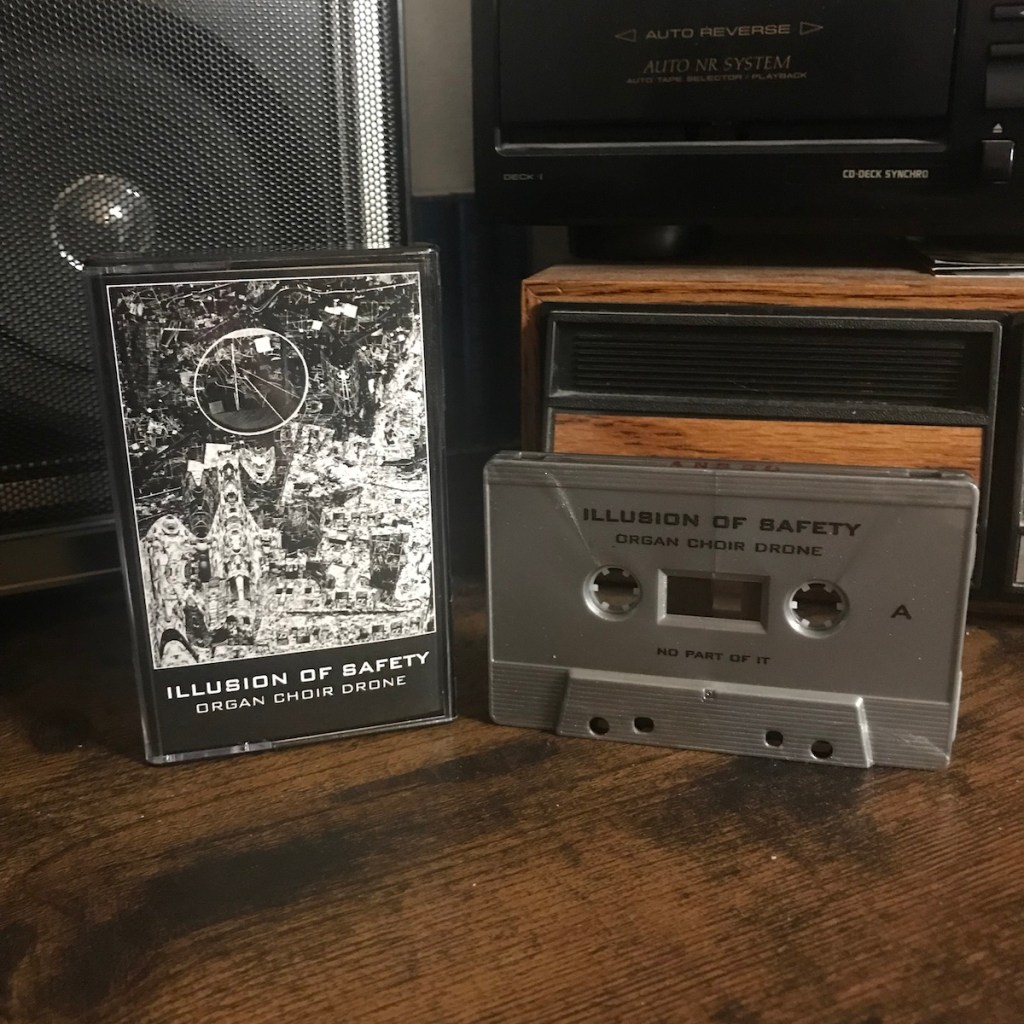 AUTO REVERSE
AUTO NR SYSTEM
AUTO TAPE SELECTOR / PLAYBACK
DECK I
CD-DECK SYNCHRO
ILLUSION OF SAFETY
ORGAN CHOIR DRONE
ILLUSION OF SAFETY
ORGAN CHOIR DRONE
A
NO PART OF IT